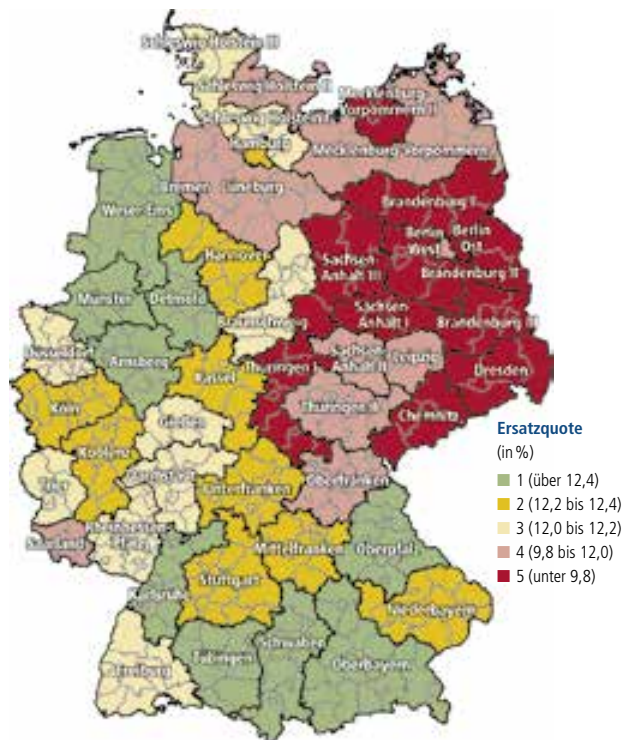 Schleswig Holstein III
Schleswig Holstein II
Mecklenburg
Vorpommern II
Schleswig Holstein I
Hamburg
Mecklenburg-Vorpommern I
Bremen - Lüneburg
Brandenburg I
Weser-Ems
Berlin
West
Berlin
Ost
Hannover
Sachsen
Anhalt III
Brandenburg II
Münster
Detmold
Braunschweig
Sachsen
Anhalt I
Brandenburg III
Düsseldorf
Arnsberg
Kassel
Thüringen I
Sachsen
Anhalt II
Leipzig
Dresden
Köln
Gießen
Thüringen II
Chemnitz
Koblenz
Darmstadt
Trier
Unterfranken
Oberfranken
Saarland
Rheinhessen-
Pfalz
Mittelfranken
Oberpfalz
Karlsruhe
Stuttgart
Niederbayern
Freiburg
Tübingen
Schwaben
Oberbayern
Ersatzquote
(in %)
1 (über 12,4)
2 (12,2 bis 12,4)
3 (12,0 bis 12,2)
4 (9,8 bis 12,0)
5 (unter 9,8)